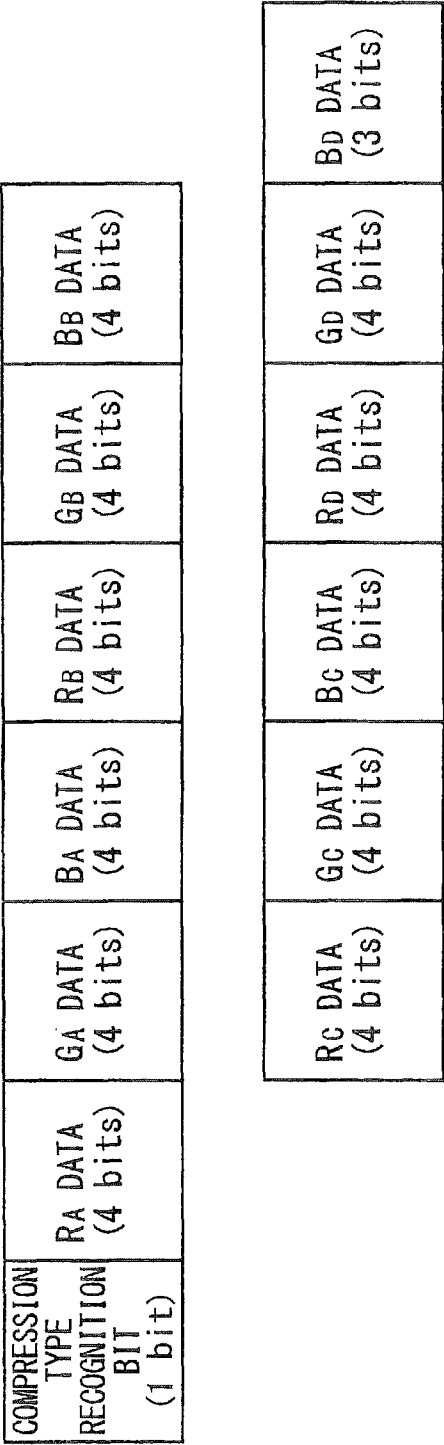 COMPRESSION
TYPE
RECOGNITION
BIT
(1 bit)
RA DATA
(4 bits)
GA DATA
(4 bits)
BA DATA
(4 bits)
RB DATA
(4 bits)
GB DATA
(4 bits)
BB DATA
(4 bits)
RC DATA
(4 bits)
GC DATA
(4 bits)
BC DATA
(4 bits)
RD DATA
(4 bits)
GD DATA
(4 bits)
BD DATA
(3 bits)